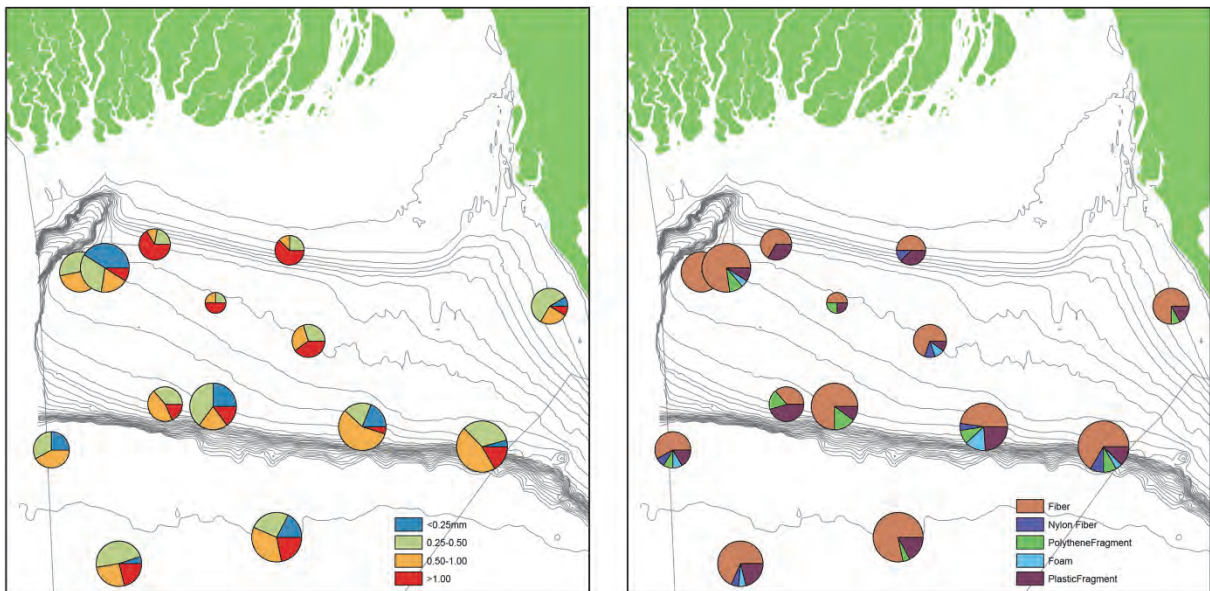 <0.25mm
0.25-0.50
0.50-1.00
>1.00
Fiber
Nylon Fiber
PolytheneFragment
Foam
PlasticFragment